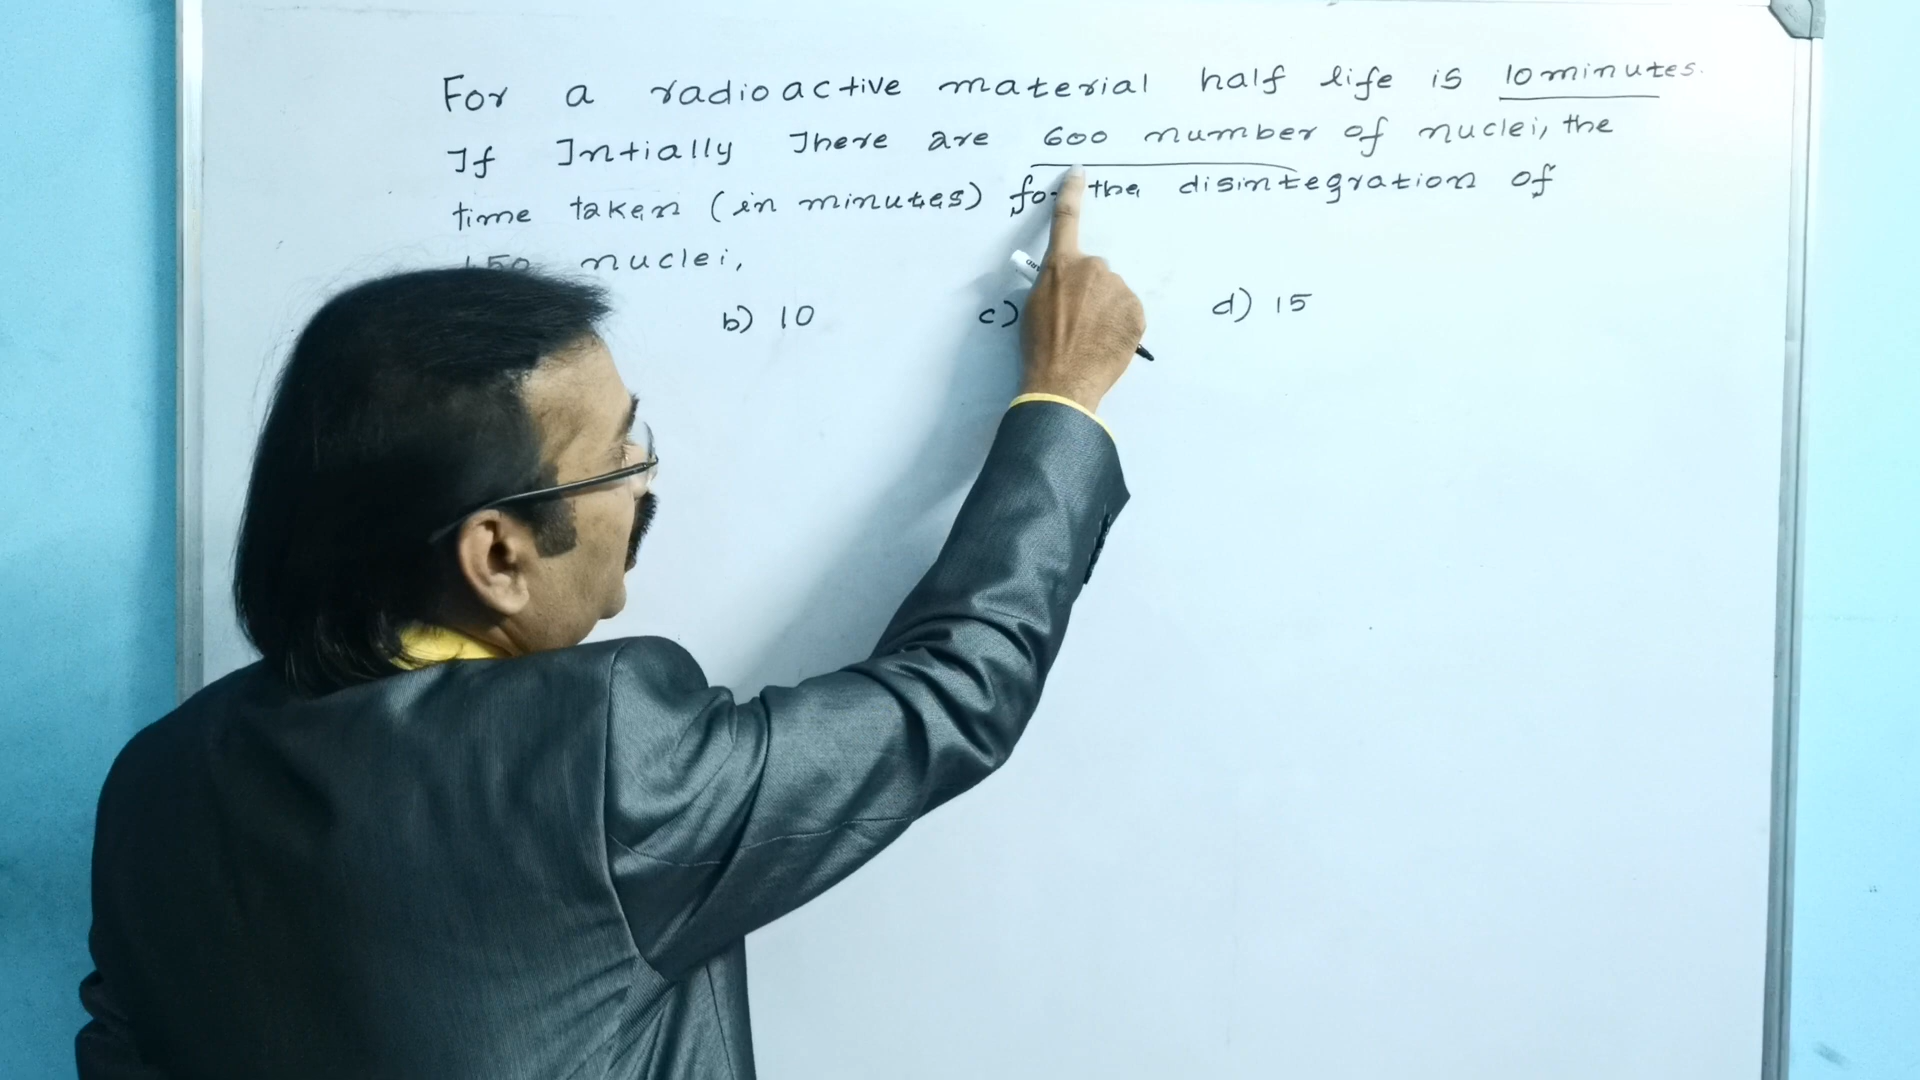 For a radioactive material half life is 10 minutes.
If Intially There are 600 number of nuclei, the
time taken (in minutes) for the disintegration of
450 nuclei,
b) 10 c) d) 15